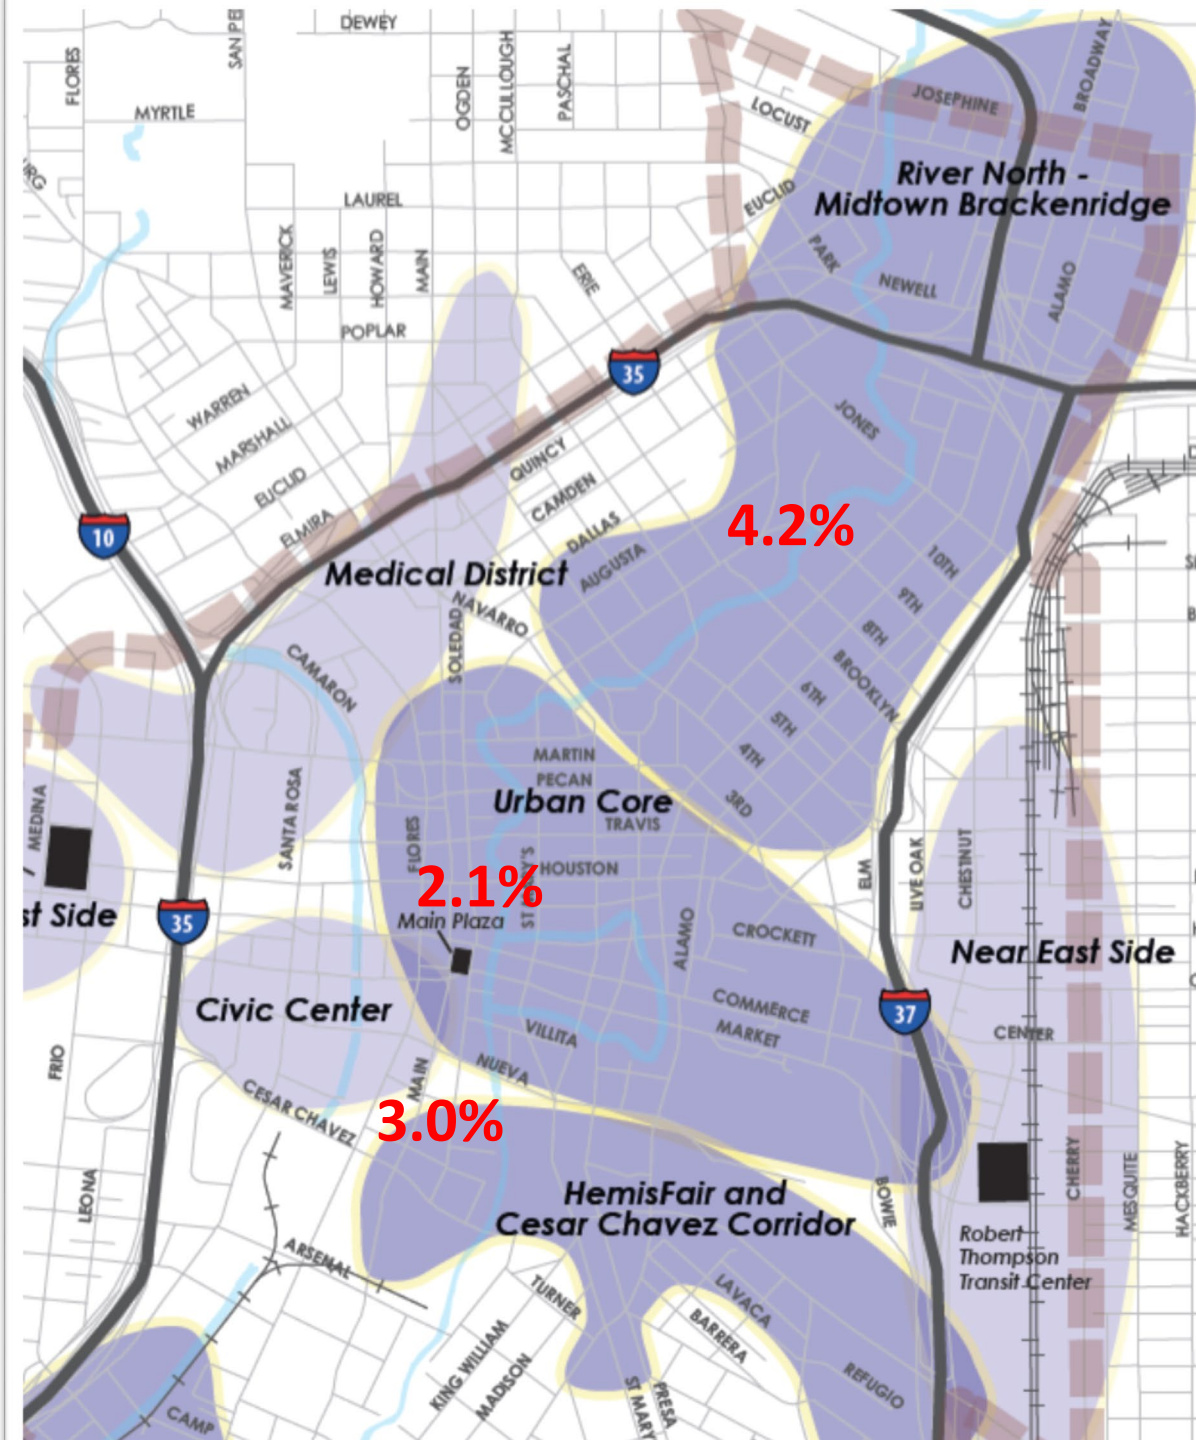 DEWEY
SAN PE
FLORES
OGDEN
MCCULLOUGH
PASCHAL
BROADWAY
MYRTLE
JOSEPHINE
LOCUST
URG
River North -
Midtown Brackenridge
LAUREL
EUCLID
MAVERICK
LEWIS
HOWARD
MAIN
ERIE
PARK
NEWELL
ALAMO
POPLAR
35
WARREN
MARSHALL
JONES
QUINCY
EUCLID
CAMDEN
ELMIRA
10
DALLAS
4.2%
AUGUSTA
10TH
Medical District
NAVARRO
9TH
SOLEDAD
8TH
CAMARON
BROOKLYN
6TH
5TH
4TH
MARTIN
PECAN
3RD
Urban Core
TRAVIS
MEDINA
SANTA ROSA
FLORES
HOUSTON
ELM
LIVE OAK
CHESTNUT
2.1%
st Side
35
Main Plaza
ALAMO
CROCKETT
Near East Side
Civic Center
COMMERCE
37
MARKET
VILLITA
CENTER
FRIO
NUEVA
MAIN
CESAR CHAVEZ
3.0%
LEONA
HemisFair and
Cesar Chavez Corridor
BOWIE
CHERRY
MESQUITE
HACKBERRY
Robert
Thompson
Transit Center
ARSENAL
TURNER
LAVACA
BARRERA
KING WILLIAM
MADISON
ST MARY
PRESA
REFUGIO
CAMP